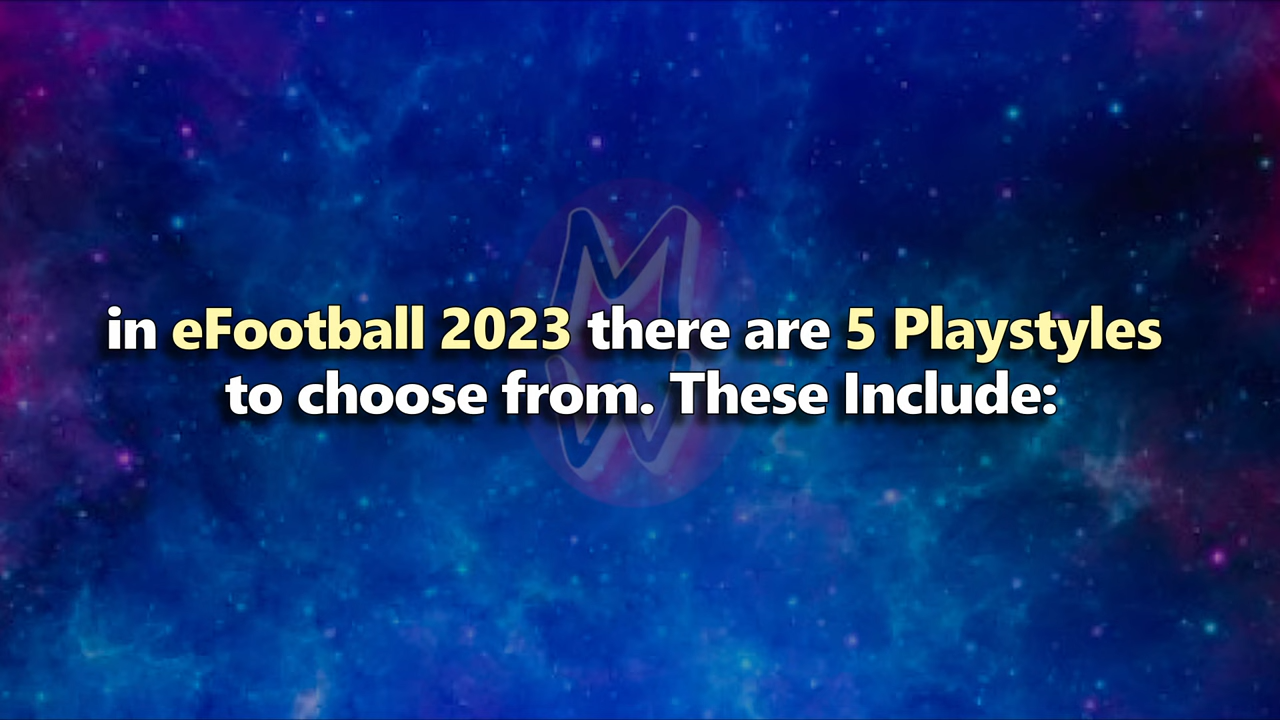 M
W
in eFootball 2023 there are 5 Playstyles
to choose from. These Include: